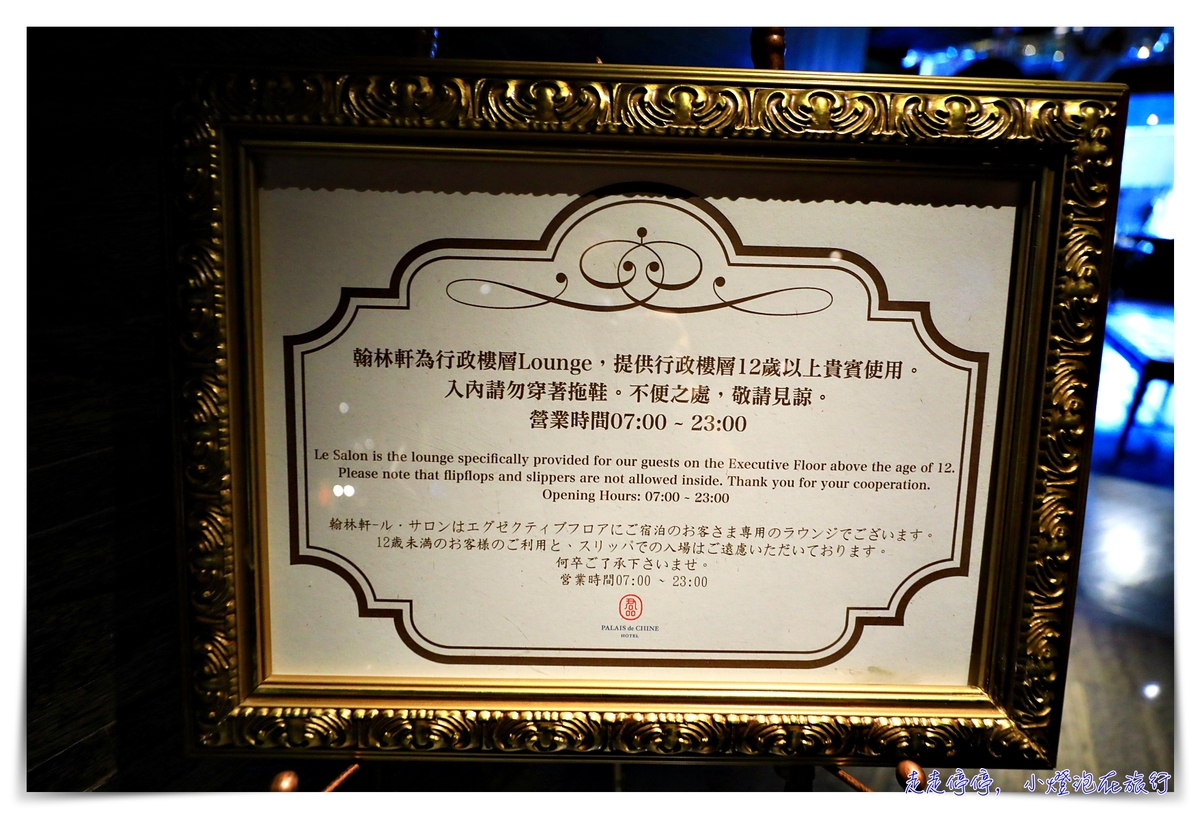 翰林軒為行政樓層Lounge，提供行政樓層12歲以上貴賓使用。
入內請勿穿著拖鞋。不便之處，敬請見諒。
營業時間07:00 ~ 23:00
Le Salon is the lounge specifically provided for our guests on the Executive Floor above the age of 12.
Please note that flipflops and slippers are not allowed inside. Thank you for your cooperation.
Opening Hours: 07:00 ~ 23:00
翰林軒-ル・サロンはエグゼクティブフロアにご宿泊のお客さま専用のラウンジでございます。
12歳未満のお客様のご利用と、スリッパでの入場はご遠慮いただいております。
何卒ご了承下さいませ。
営業時間07:00 ~ 23:00
君品
PALAIS de CHINE
HOTEL
走走停停，小燈泡在旅行